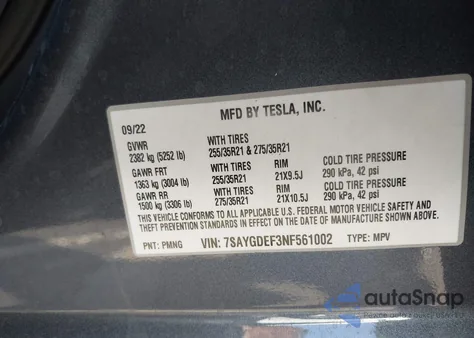 MFD BY TESLA, INC.
09/22
GVWR WITH TIRES
2382 kg (5252 lb) 255/35R21 & 275/35R21
GAWR FRT WITH TIRES RIM COLD TIRE PRESSURE
1363 kg (3004 lb) 255/35R21 21X9.5J 290 kPa, 42 psi
GAWR RR WITH TIRES RIM COLD TIRE PRESSURE
1500 kg (3306 lb) 275/35R21 21X10.5J 290 kPa, 42 psi
THIS VEHICLE CONFORMS TO ALL APPLICABLE U.S. FEDERAL MOTOR VEHICLE SAFETY AND
THEFT PREVENTION STANDARDS IN EFFECT ON THE DATE OF MANUFACTURE SHOWN ABOVE.
PNT: PMNG VIN: 7SAYGDEF3NF561002 TYPE: MPV
autoSnap